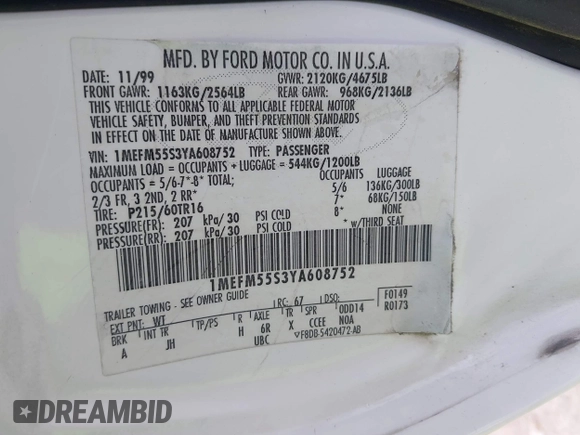 MFD. BY FORD MOTOR CO. IN U.S.A.
DATE: 11/99 GVWR: 2120KG/4675LB
FRONT GAWR: 1163KG/2564LB REAR GAWR: 968KG/2136LB
THIS VEHICLE CONFORMS TO ALL APPLICABLE FEDERAL MOTOR
VEHICLE SAFETY, BUMPER, AND THEFT PREVENTION STANDARDS
IN EFFECT ON THE DATE OF MANUFACTURE SHOWN ABOVE.
VIN: 1MEFM55S3YA608752 TYPE: PASSENGER
MAXIMUM LOAD = OCCUPANTS + LUGGAGE = 544KG/1200LB
OCCUPANTS = 5/6-7*-8* TOTAL; OCCUPANTS LUGGAGE
2/3 FR, 3 2ND, 2 RR* 5/6 136KG/300LB
TIRE: P215/60TR16 7* 68KG/150LB
PRESSURE(FR): 207 kPa/30 PSI COLD 8* NONE
PRESSURE(RR): 207 kPa/30 PSI COLD * W/THIRD SEAT
1MEFM55S3YA608752
TRAILER TOWING - SEE OWNER GUIDE RC: 67 DSO: F0149
EXT PNT: WT 0DD14 R0173
BRK INT TR TP/PS R AXLE TR SPR
A JH H 6R X CCEE N0A
UBC VF8DB-5420472-AB
DREAMBID